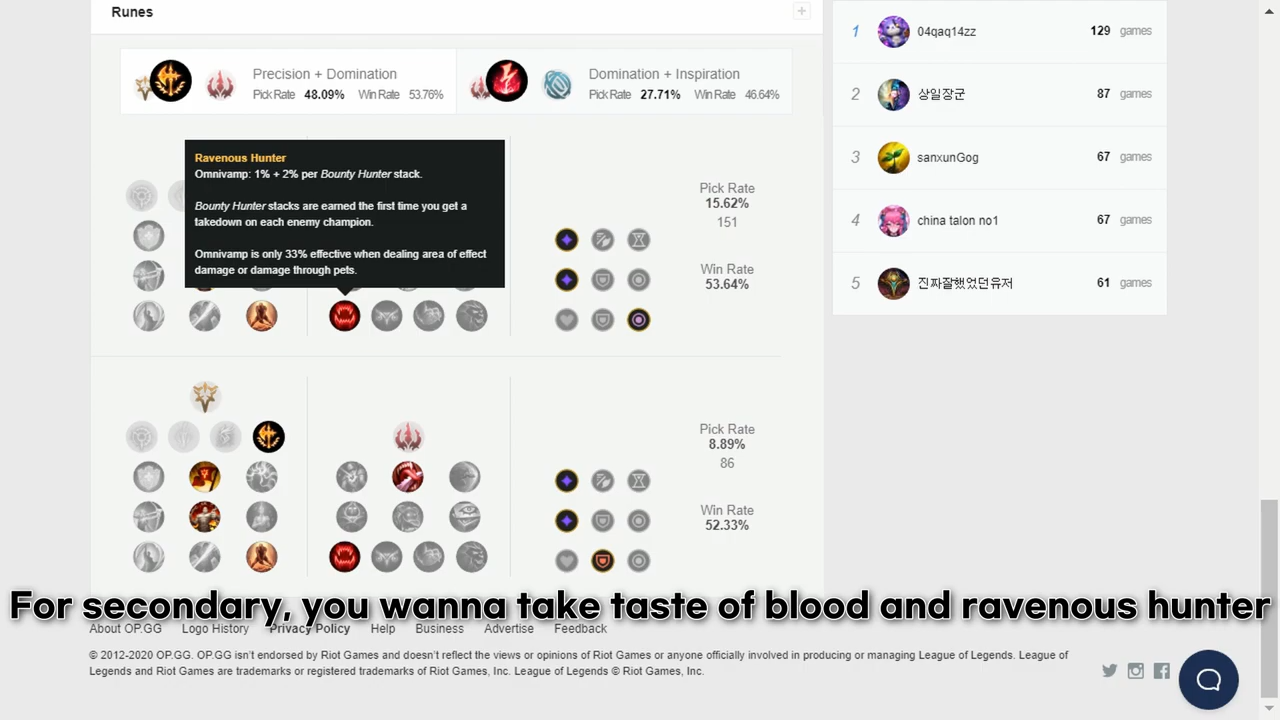 Runes
Precision + Domination
Pick Rate 48.09% Win Rate 53.76%
Domination + Inspiration
Pick Rate 27.71% Win Rate 46.64%
Ravenous Hunter
Omnivamp: 1% + 2% per Bounty Hunter stack.
Bounty Hunter stacks are earned the first time you get a
takedown on each enemy champion.
Omnivamp is only 33% effective when dealing area of effect
damage or damage through pets.
Pick Rate
15.62%
151
Win Rate
53.64%
Pick Rate
8.89%
86
Win Rate
52.33%
1 04qaq14zz 129 games
2 상일장군 87 games
3 sanxunGog 67 games
4 china talon no1 67 games
5 진짜잘했었던유저 61 games
For secondary, you wanna take taste of blood and ravenous hunter
About OP.GG Logo History Privacy Policy Help Business Advertise Feedback
© 2012-2020 OP.GG. OP.GG isn't endorsed by Riot Games and doesn't reflect the views or opinions of Riot Games or anyone officially involved in producing or managing League of Legends. League of
Legends and Riot Games are trademarks or registered trademarks of Riot Games, Inc. League of Legends © Riot Games, Inc.